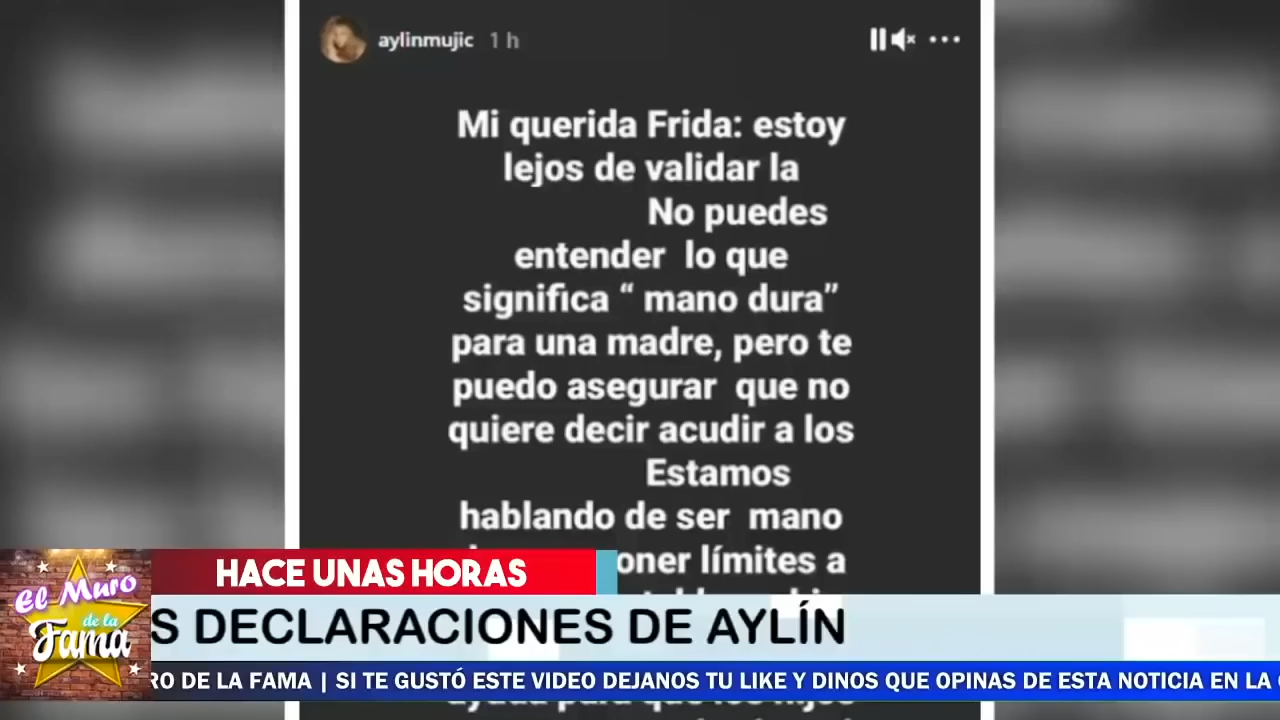 aylinmujic 1 h
Mi querida Frida: estoy
lejos de validar la
No puedes
entender lo que
significa “ mano dura”
para una madre, pero te
puedo asegurar que no
quiere decir acudir a los
Estamos
hablando de ser mano
oner límites a
HACE UNAS HORAS
El Muro
de la
Fama
S DECLARACIONES DE AYLÍN
RO DE LA FAMA | SI TE GUSTÓ ESTE VIDEO DEJANOS TU LIKE Y DINOS QUE OPINAS DE ESTA NOTICIA EN LA